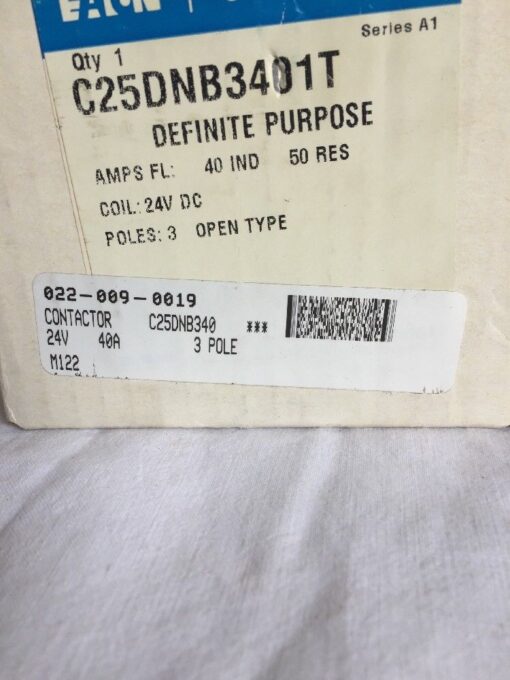 EATON
Series A1
Qty 1
C25DNB3401T
DEFINITE PURPOSE
AMPS FL: 40 IND 50 RES
COIL: 24V DC
POLES: 3 OPEN TYPE
022-009-0019
CONTACTOR C25DNB340 ***
24V 40A 3 POLE
M122